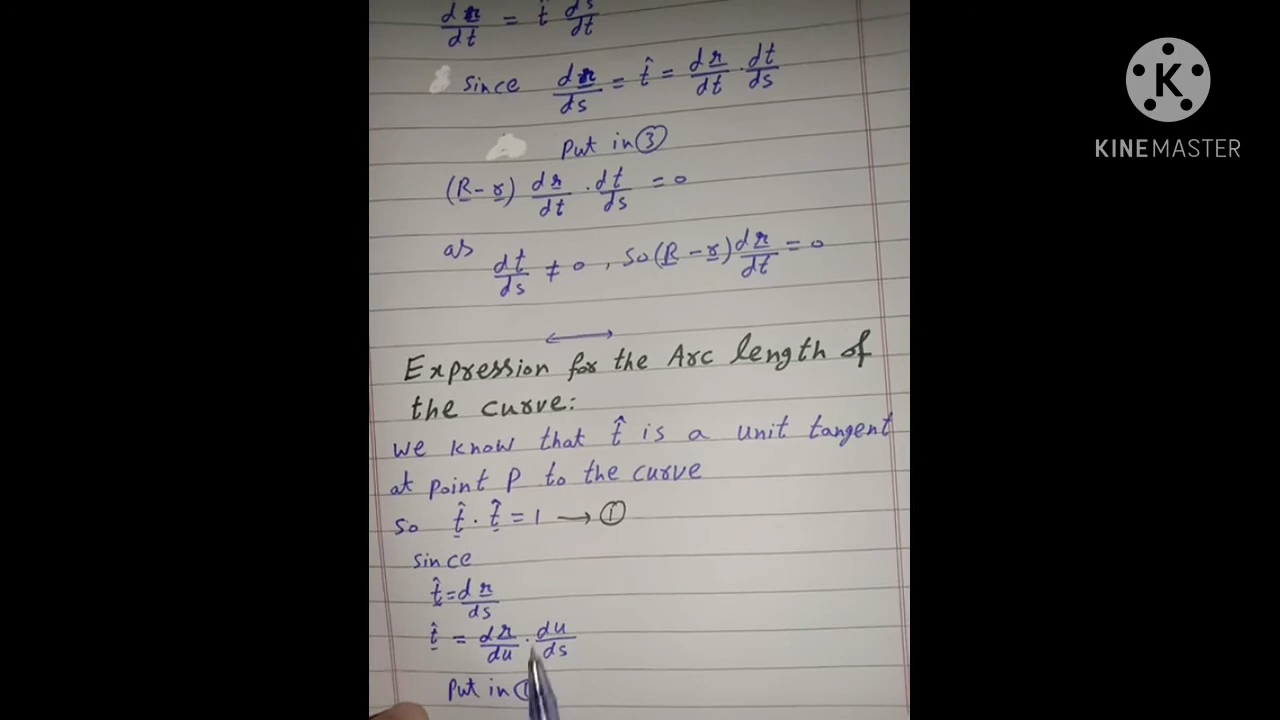 dr/dt = t̂ ds/dt
since dr/ds = t̂ = dr/dt . dt/ds
Put in ③
(R - r) dr/dt . dt/ds = 0
as dt/ds ≠ 0 , so (R - r) dr/dt = 0
Expression for the Arc length of
the curve:
we know that t̂ is a unit tangent
at point P to the curve
so t̂ . t̂ = 1 → ①
since
t̂ = dr/ds
t̂ = dr/du . du/ds
Put in ①
K
KINEMASTER